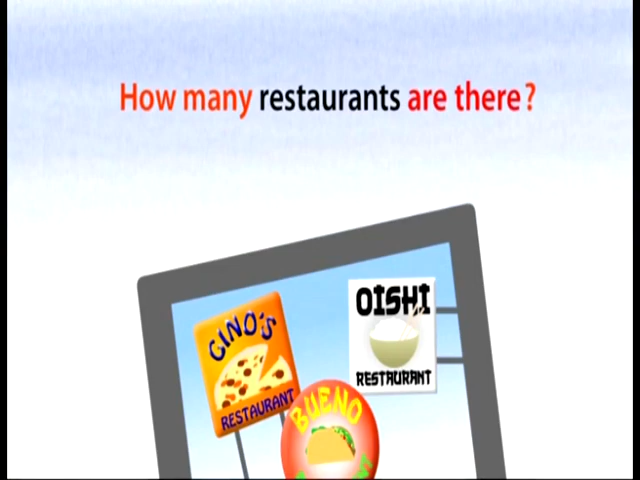 How many restaurants are there?
GINO'S
RESTAURANT
OISHI
RESTAURANT
BUENO